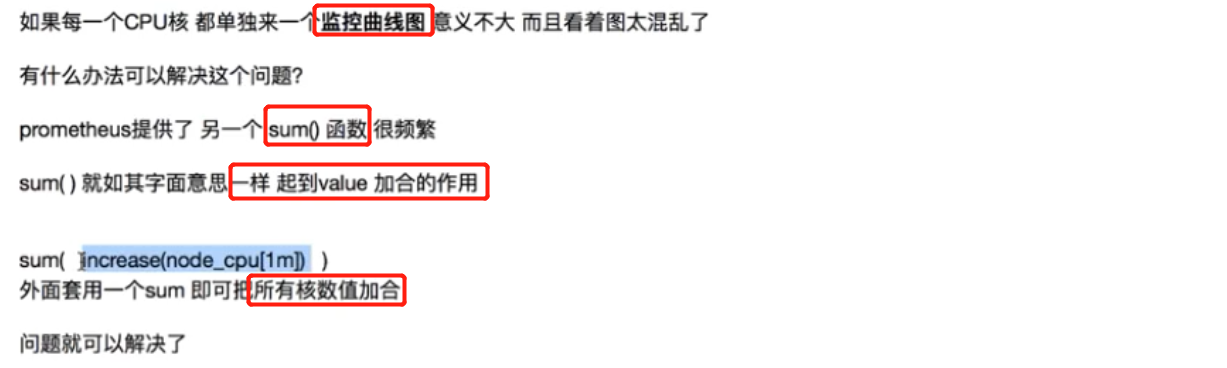 如果每一个CPU核 都单独来一个监控曲线图 意义不大 而且看着图太混乱了
有什么办法可以解决这个问题?
prometheus提供了 另一个 sum() 函数 很频繁
sum( ) 就如其字面意思一样 起到value 加合的作用
sum( increase(node_cpu[1m]) )
外面套用一个sum 即可把所有核数值加合
问题就可以解决了